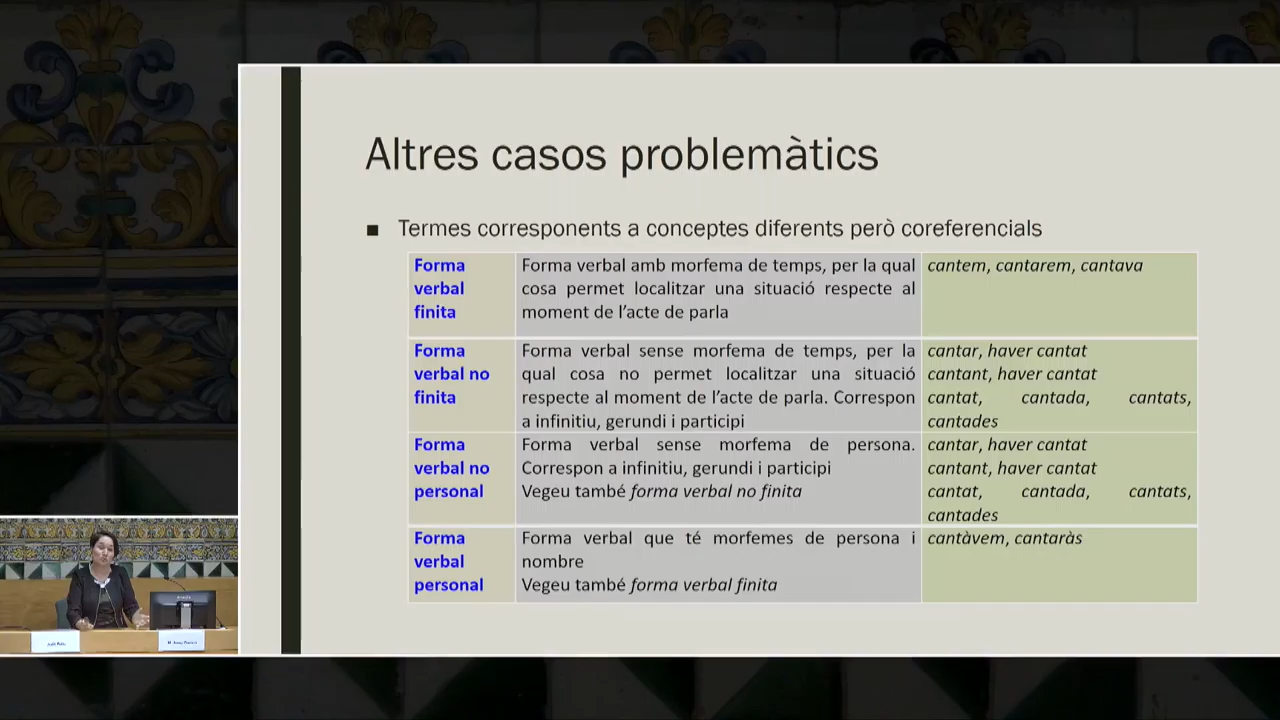 Altres casos problemàtics
■ Termes corresponents a conceptes diferents però coreferencials
Forma
verbal
finita
Forma verbal amb morfema de temps, per la qual
cosa permet localitzar una situació respecte al
moment de l'acte de parla
cantem, cantarem, cantava
Forma
verbal no
finita
Forma verbal sense morfema de temps, per la
qual cosa no permet localitzar una situació
respecte al moment de l'acte de parla. Correspon
a infinitiu, gerundi i participi
cantar, haver cantat
cantant, haver cantat
cantat, cantada, cantats,
cantades
Forma
verbal no
personal
Forma verbal sense morfema de persona.
Correspon a infinitiu, gerundi i participi
Vegeu també forma verbal no finita
cantar, haver cantat
cantant, haver cantat
cantat, cantada, cantats,
cantades
Forma
verbal
personal
Forma verbal que té morfemes de persona i
nombre
Vegeu també forma verbal finita
cantàvem, cantaràs